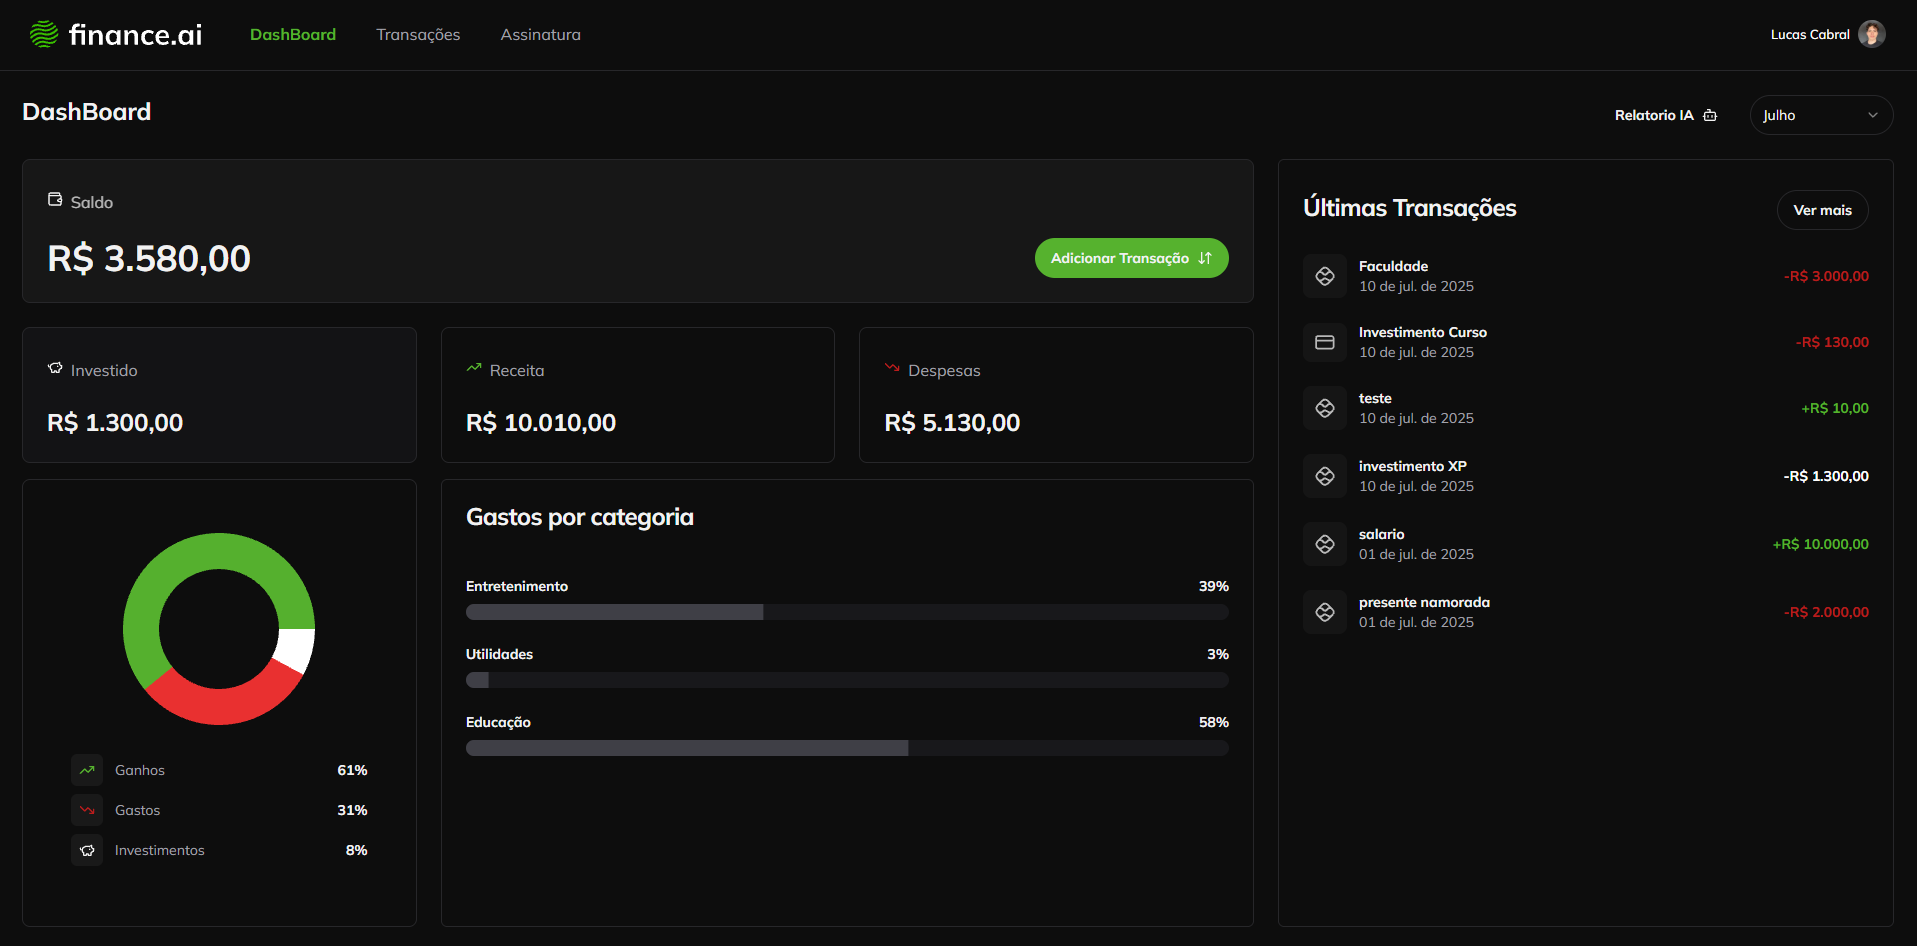 finance.ai
DashBoard
Transações
Assinatura
Lucas Cabral
DashBoard
Relatorio IA
Julho
Saldo
R$ 3.580,00
Adicionar Transação
Investido
R$ 1.300,00
Receita
R$ 10.010,00
Despesas
R$ 5.130,00
Ganhos 61%
Gastos 31%
Investimentos 8%
Gastos por categoria
Entretenimento 39%
Utilidades 3%
Educação 58%
Últimas Transações
Ver mais
Faculdade
10 de jul. de 2025
-R$ 3.000,00
Investimento Curso
10 de jul. de 2025
-R$ 130,00
teste
10 de jul. de 2025
+R$ 10,00
investimento XP
10 de jul. de 2025
-R$ 1.300,00
salario
01 de jul. de 2025
+R$ 10.000,00
presente namorada
01 de jul. de 2025
-R$ 2.000,00